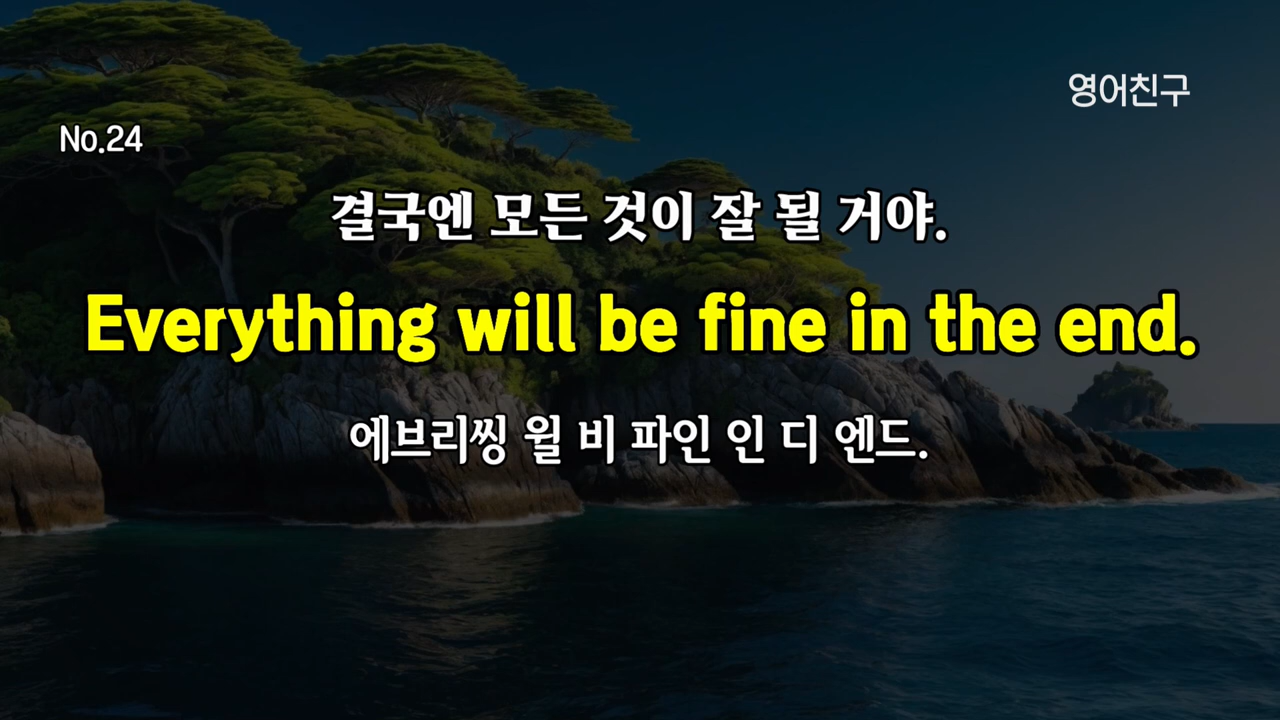 영어친구
No.24
결국엔 모든 것이 잘 될 거야.
Everything will be fine in the end.
에브리씽 윌 비 파인 인 디 엔드.